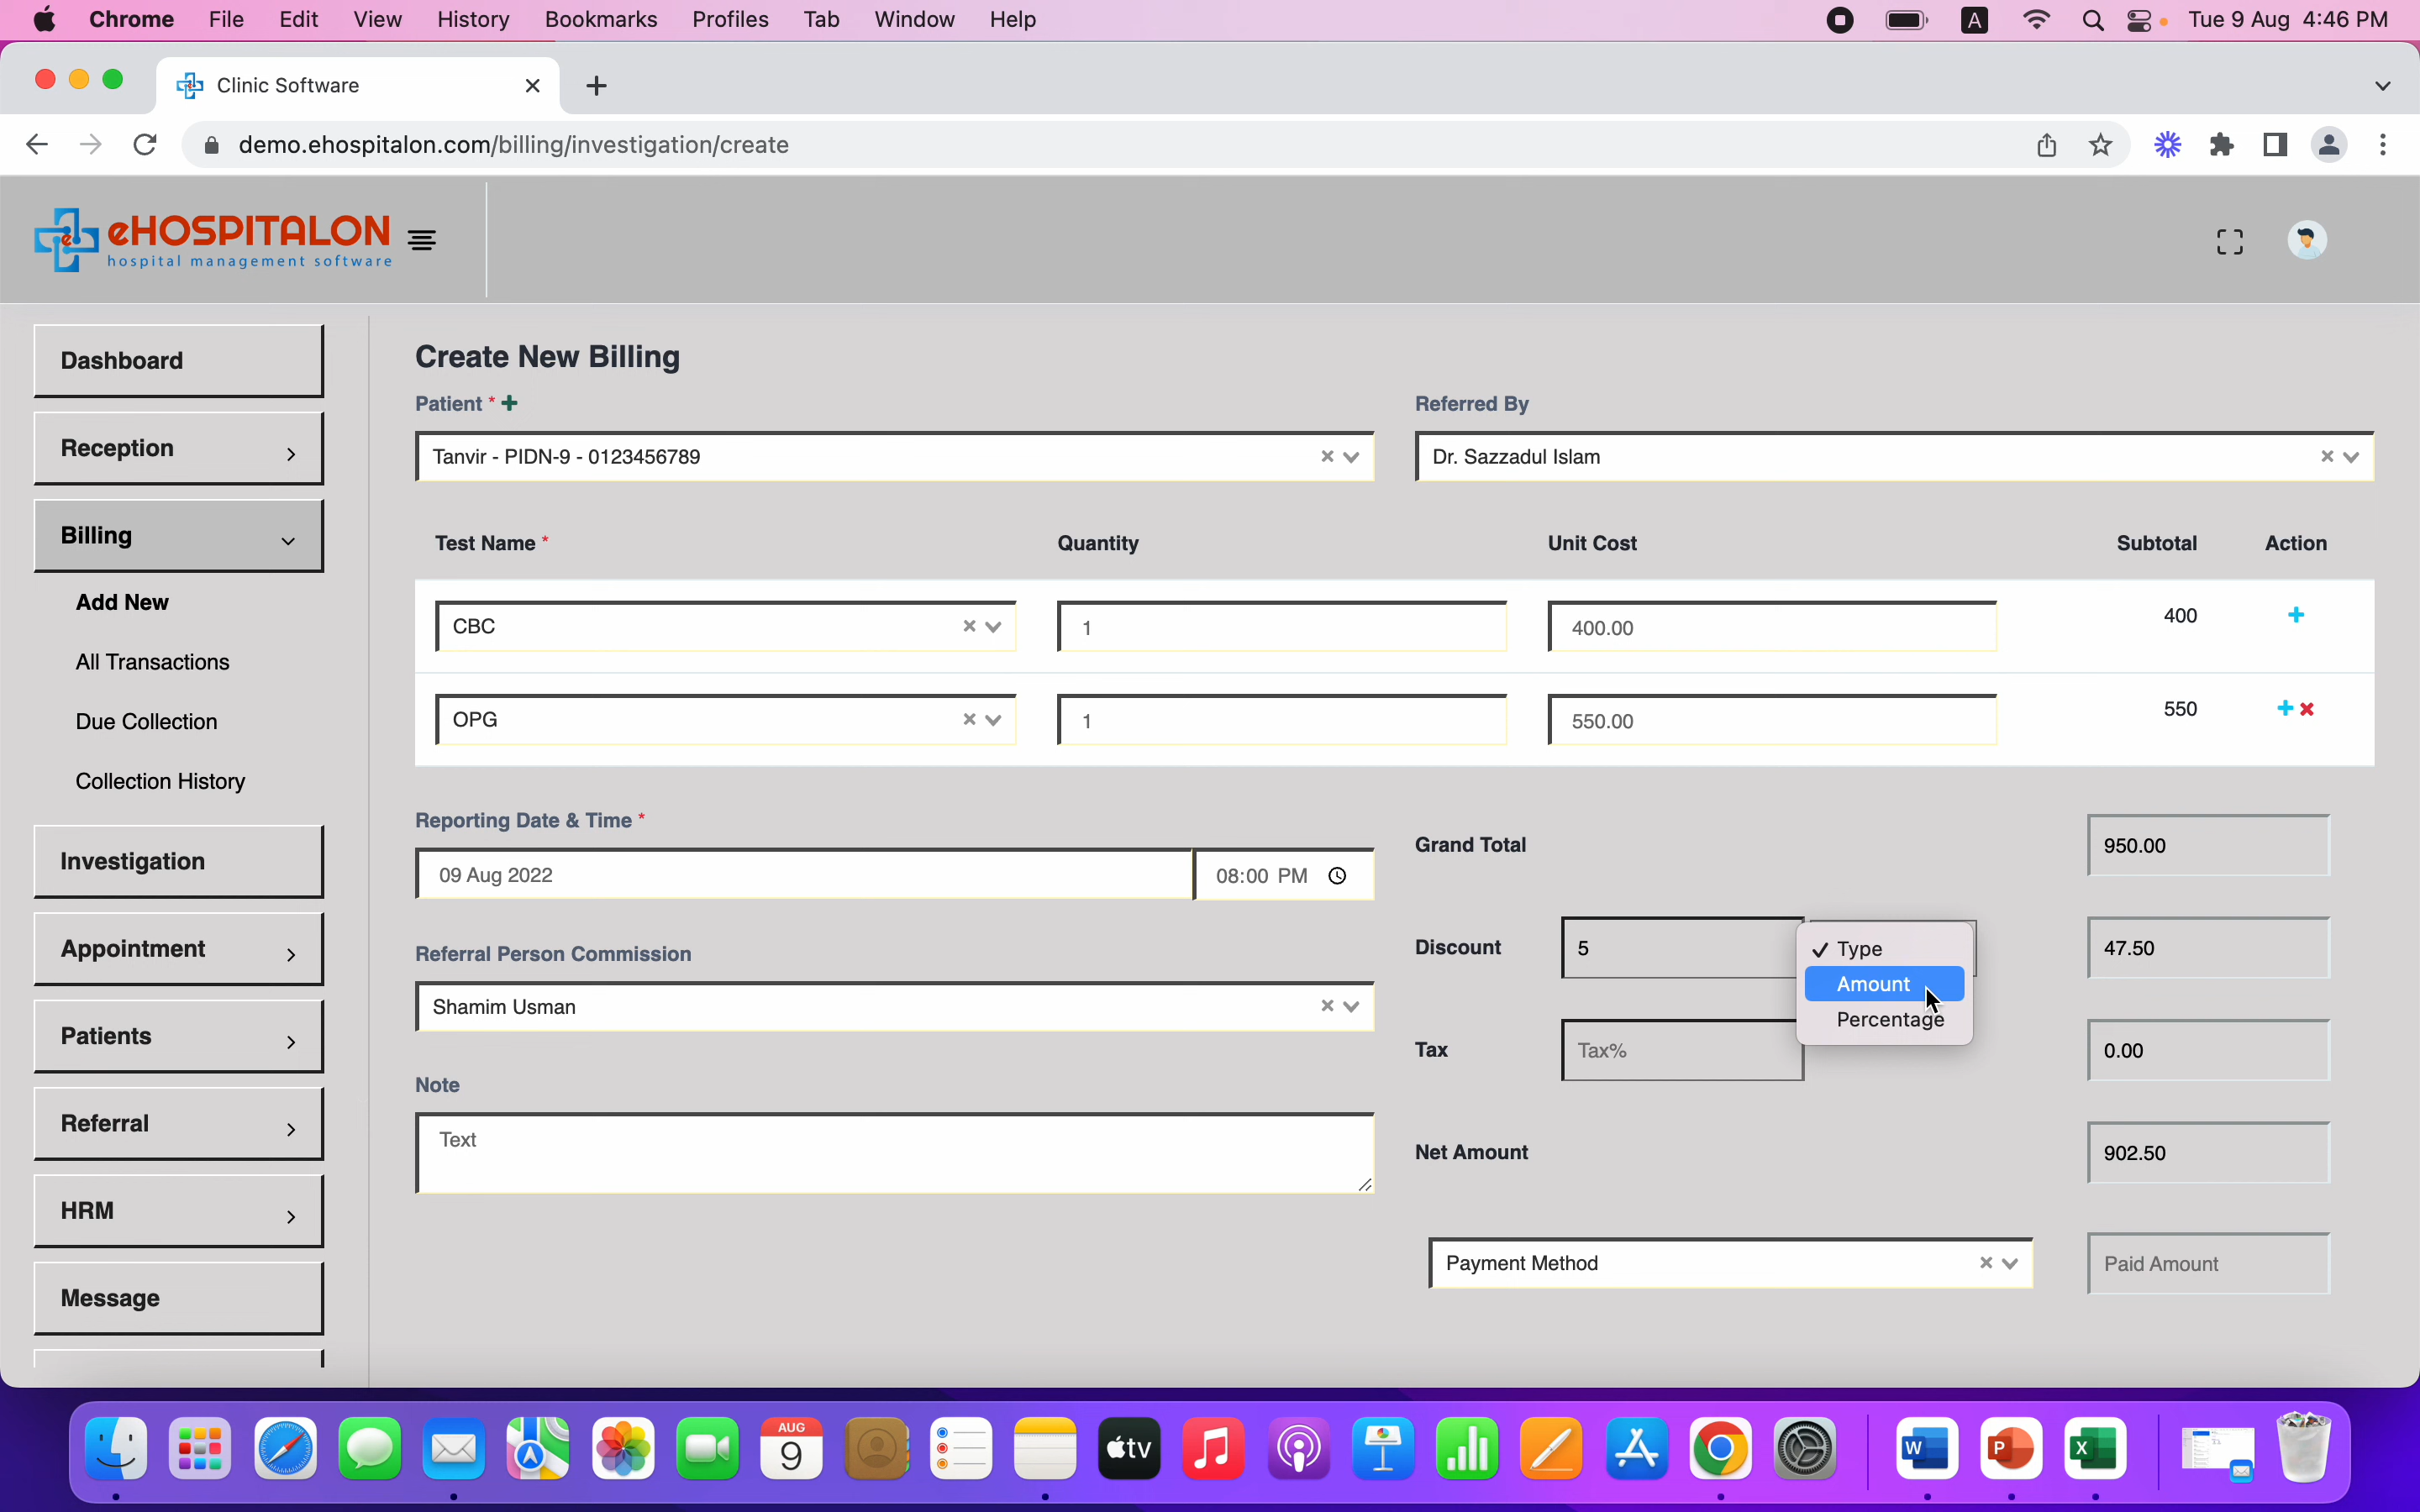 Chrome File Edit View History Bookmarks Profiles Tab Window Help A Tue 9 Aug 4:46 PM
Clinic Software
demo.ehospitalon.com/billing/investigation/create
eHOSPITALON
hospital management software
Dashboard
Reception
Billing
Add New
All Transactions
Due Collection
Collection History
Investigation
Appointment
Patients
Referral
HRM
Message
Create New Billing
Patient * Referred By
Tanvir - PIDN-9 - 0123456789 Dr. Sazzadul Islam
Test Name * Quantity Unit Cost Subtotal Action
CBC 1 400.00 400
OPG 1 550.00 550
Reporting Date & Time *
09 Aug 2022 08:00 PM
Referral Person Commission
Shamim Usman
Note
Text
Grand Total 950.00
Discount 5 47.50
Type
Amount
Percentage
Tax Tax% 0.00
Net Amount 902.50
Payment Method Paid Amount
AUG
9
tv
W
P
X